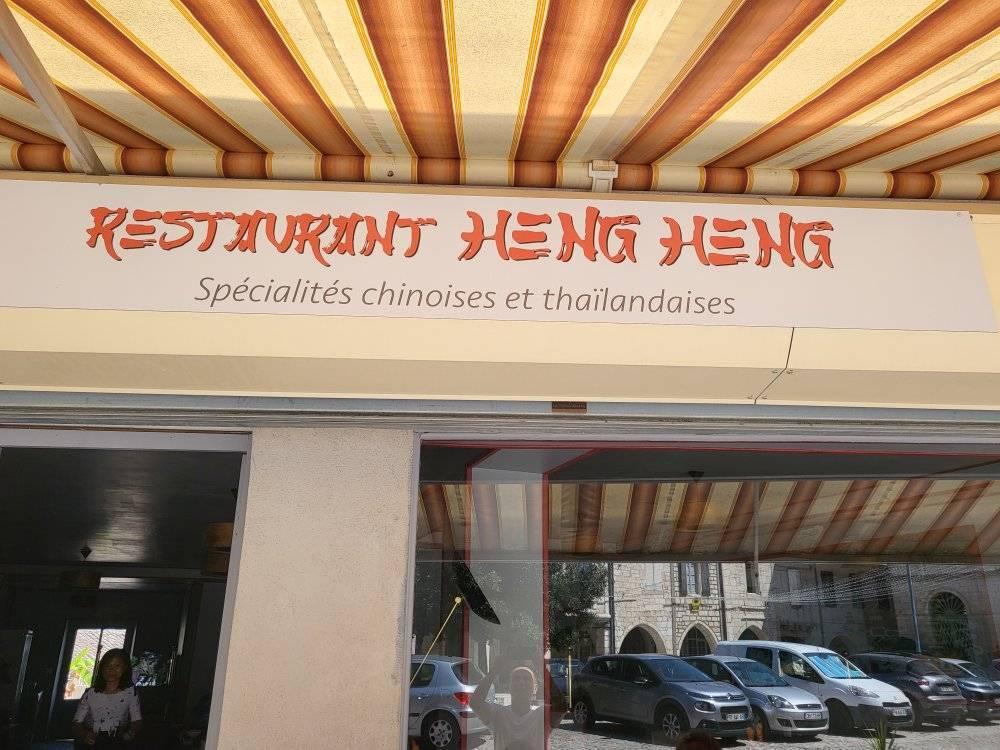 RESTAURANT HENG HENG
Spécialités chinoises et thaïlandaises